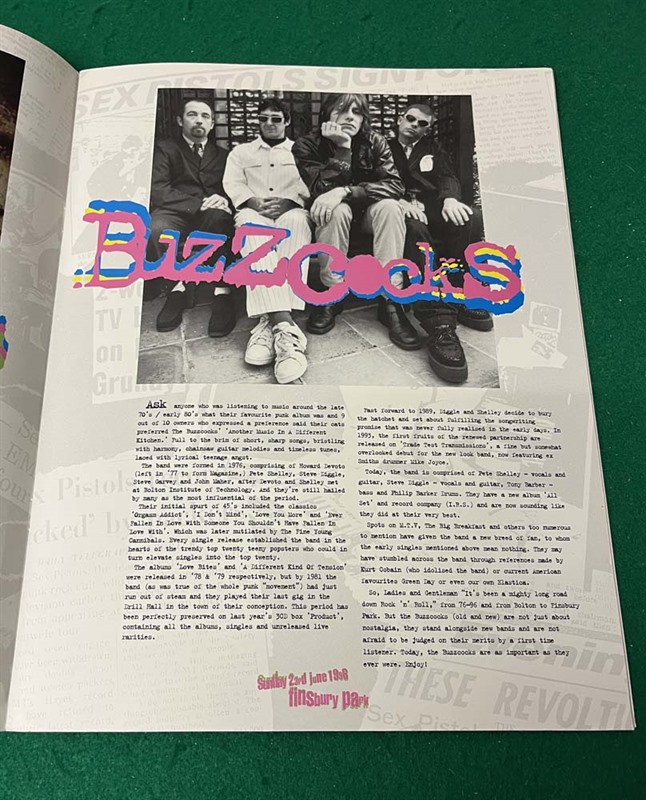 SEX PISTOLS SIGN FOR
BuzzcockS
TV
on
Ask anyone who was listening to music around the late
70's / early 80's what their favourite punk album was and 9
out of 10 owners who expressed a preference said their cats
preferred The Buzzcocks' 'Another Music In A Different
Kitchen.' Full to the brim of short, sharp songs, bristling
with harmony, chainsaw guitar melodies and timeless tunes,
laced with lyrical teenage angst.
The band were formed in 1976, comprising of Howard Devoto
(left in '77 to form Magazine,) Pete Shelley, Steve Diggle,
Steve Garvey and John Maher, after Devoto and Shelley met
at Bolton Institute of Technology, and they're still hailed
by many as the most influential of the period.
Their initial spurt of 45's included the classics
'Orgasm Addict', 'I Don't Mind', 'Love You More' and 'Ever
Fallen In Love With Someone You Shouldn't Have Fallen In
Love With', which was later mutilated by The Fine Young
Cannibals. Every single release established the band in the
hearts of the trendy top twenty teeny popsters who could in
turn elevate singles into the top twenty.
The albums 'Love Bites' and 'A Different Kind Of Tension'
were released in '78 & '79 respectively, but by 1981 the
band (as was true of the whole punk "movement") had just
run out of steam and they played their last gig in the
Drill Hall in the town of their conception. This period has
been perfectly preserved on last year's 3CD box 'Product',
containing all the albums, singles and unreleased live
rarities.
Fast forward to 1989, Diggle and Shelley decide to bury
the hatchet and set about fulfilling the songwriting
promise that was never fully realised in the early days. In
1993, the first fruits of the renewed partnership are
released on 'Trade Test Transmissions', a fine but somewhat
overlooked debut for the new look band, now featuring ex
Smiths drummer Mike Joyce.
Today, the band is comprised of Pete Shelley - vocals and
guitar, Steve Diggle - vocals and guitar, Tony Barber -
bass and Philip Barker Drums. They have a new album 'All
Set' and record company (I.R.S) and are now sounding like
they did at their very best.
Spots on M.T.V, The Big Breakfast and others too numerous
to mention have given the band a new breed of fan, to whom
the early singles mentioned above mean nothing. They may
have stumbled across the band through references made by
Kurt Cobain (who idolised the band) or current American
favourites Green Day or even our own Elastica.
So, Ladies and Gentlemen "It's been a mighty long road
down Rock 'n' Roll," from 76-96 and from Bolton to Finsbury
Park. But the Buzzcocks (old and new) are not just about
nostalgia, they stand alongside new bands and are not
afraid to be judged on their merits by a first time
listener. Today, the Buzzcocks are as important as they
ever were. Enjoy!
Pistols
cked' by
Sunday 23rd june 1996
finsbury park
THESE REVOLTI
Sex Pistol